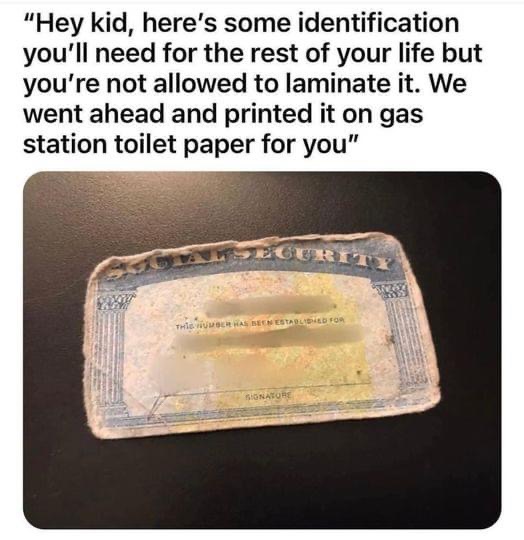 “Hey kid, here’s some identification
you’ll need for the rest of your life but
you’re not allowed to laminate it. We
went ahead and printed it on gas
station toilet paper for you”
SOCIAL SECURITY
THIS NUMBER HAS BEEN ESTABLISHED FOR
SIGNATURE